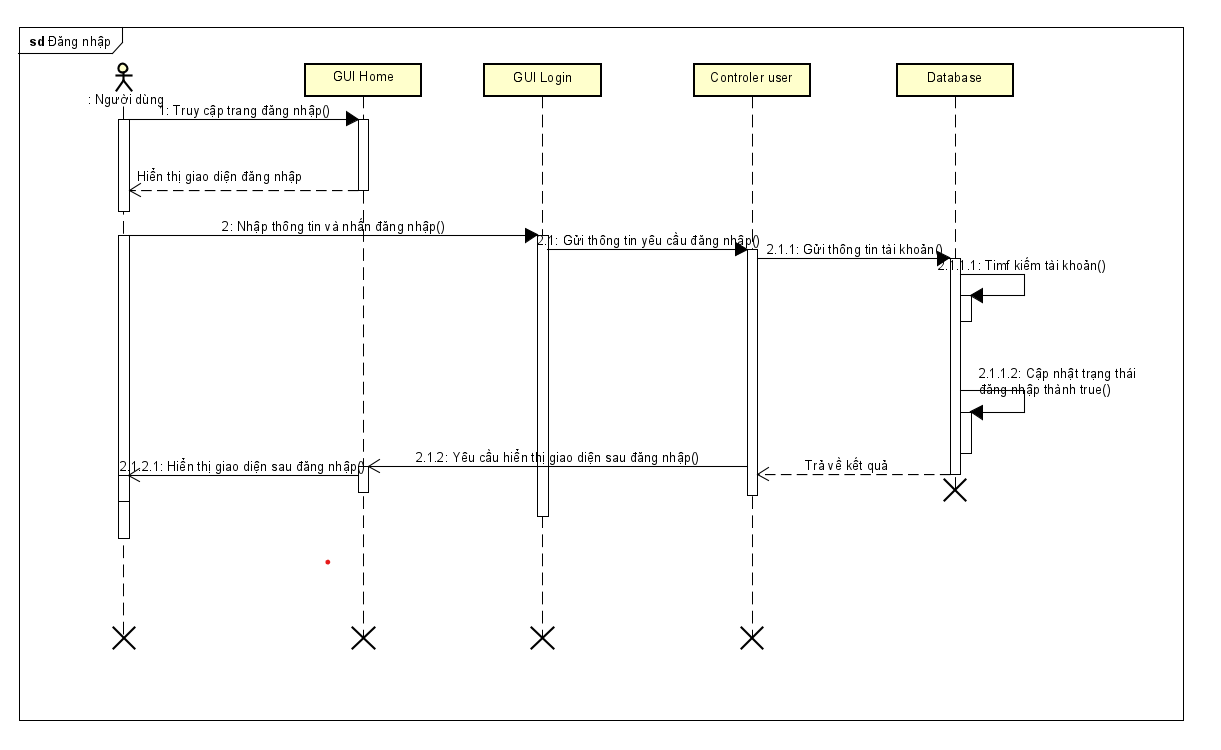 sd Đăng nhập
: Người dùng
GUI Home
GUI Login
Controler user
Database
1: Truy cập trang đăng nhập()
Hiển thị giao diện đăng nhập
2: Nhập thông tin và nhấn đăng nhập()
2.1: Gửi thông tin yêu cầu đăng nhập()
2.1.1: Gửi thông tin tài khoản()
2.1.1.1: Timf kiếm tài khoản()
2.1.1.2: Cập nhật trạng thái
đăng nhập thành true()
2.1.2: Yêu cầu hiển thị giao diện sau đăng nhập()
Trả về kết quả
2.1.2.1: Hiển thị giao diện sau đăng nhập()